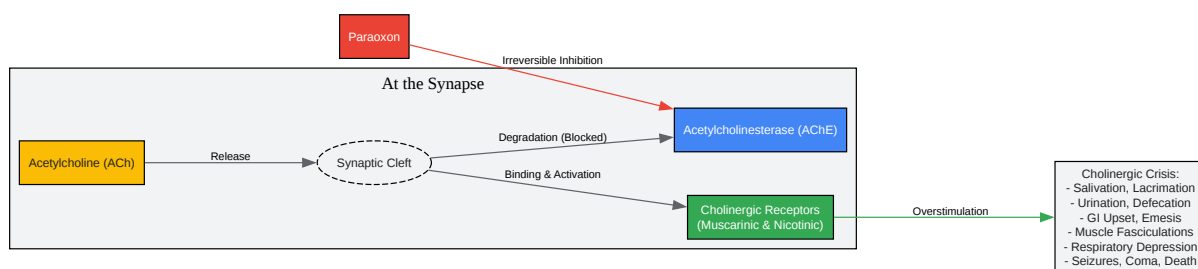 Paraoxon
Irreversible Inhibition
At the Synapse
Acetylcholine (ACh)
Release
Synaptic Cleft
Degradation (Blocked)
Acetylcholinesterase (AChE)
Binding & Activation
Cholinergic Receptors
(Muscarinic & Nicotinic)
Overstimulation
Cholinergic Crisis:
- Salivation, Lacrimation
- Urination, Defecation
- GI Upset, Emesis
- Muscle Fasciculations
- Respiratory Depression
- Seizures, Coma, Death